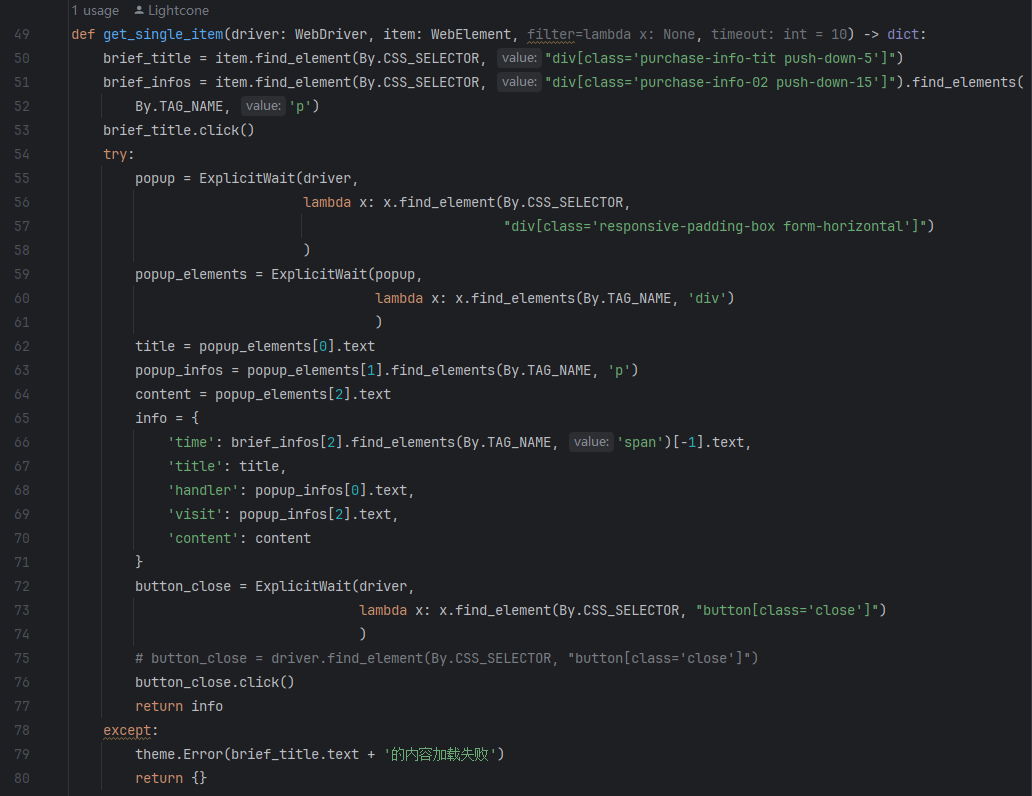 1 usage Lightcone
49 def get_single_item(driver: WebDriver, item: WebElement, filter=lambda x: None, timeout: int = 10) -> dict:
50 brief_title = item.find_element(By.CSS_SELECTOR, value: "div[class='purchase-info-tit push-down-5']")
51 brief_infos = item.find_element(By.CSS_SELECTOR, value: "div[class='purchase-info-02 push-down-15']").find_elements(
52 By.TAG_NAME, value: 'p')
53 brief_title.click()
54 try:
55 popup = ExplicitWait(driver,
56 lambda x: x.find_element(By.CSS_SELECTOR,
57 "div[class='responsive-padding-box form-horizontal']")
58 )
59 popup_elements = ExplicitWait(popup,
60 lambda x: x.find_elements(By.TAG_NAME, 'div')
61 )
62 title = popup_elements[0].text
63 popup_infos = popup_elements[1].find_elements(By.TAG_NAME, 'p')
64 content = popup_elements[2].text
65 info = {
66 'time': brief_infos[2].find_elements(By.TAG_NAME, value: 'span')[-1].text,
67 'title': title,
68 'handler': popup_infos[0].text,
69 'visit': popup_infos[2].text,
70 'content': content
71 }
72 button_close = ExplicitWait(driver,
73 lambda x: x.find_element(By.CSS_SELECTOR, "button[class='close']")
74 )
75 # button_close = driver.find_element(By.CSS_SELECTOR, "button[class='close']")
76 button_close.click()
77 return info
78 except:
79 theme.Error(brief_title.text + '的内容加载失败')
80 return {}